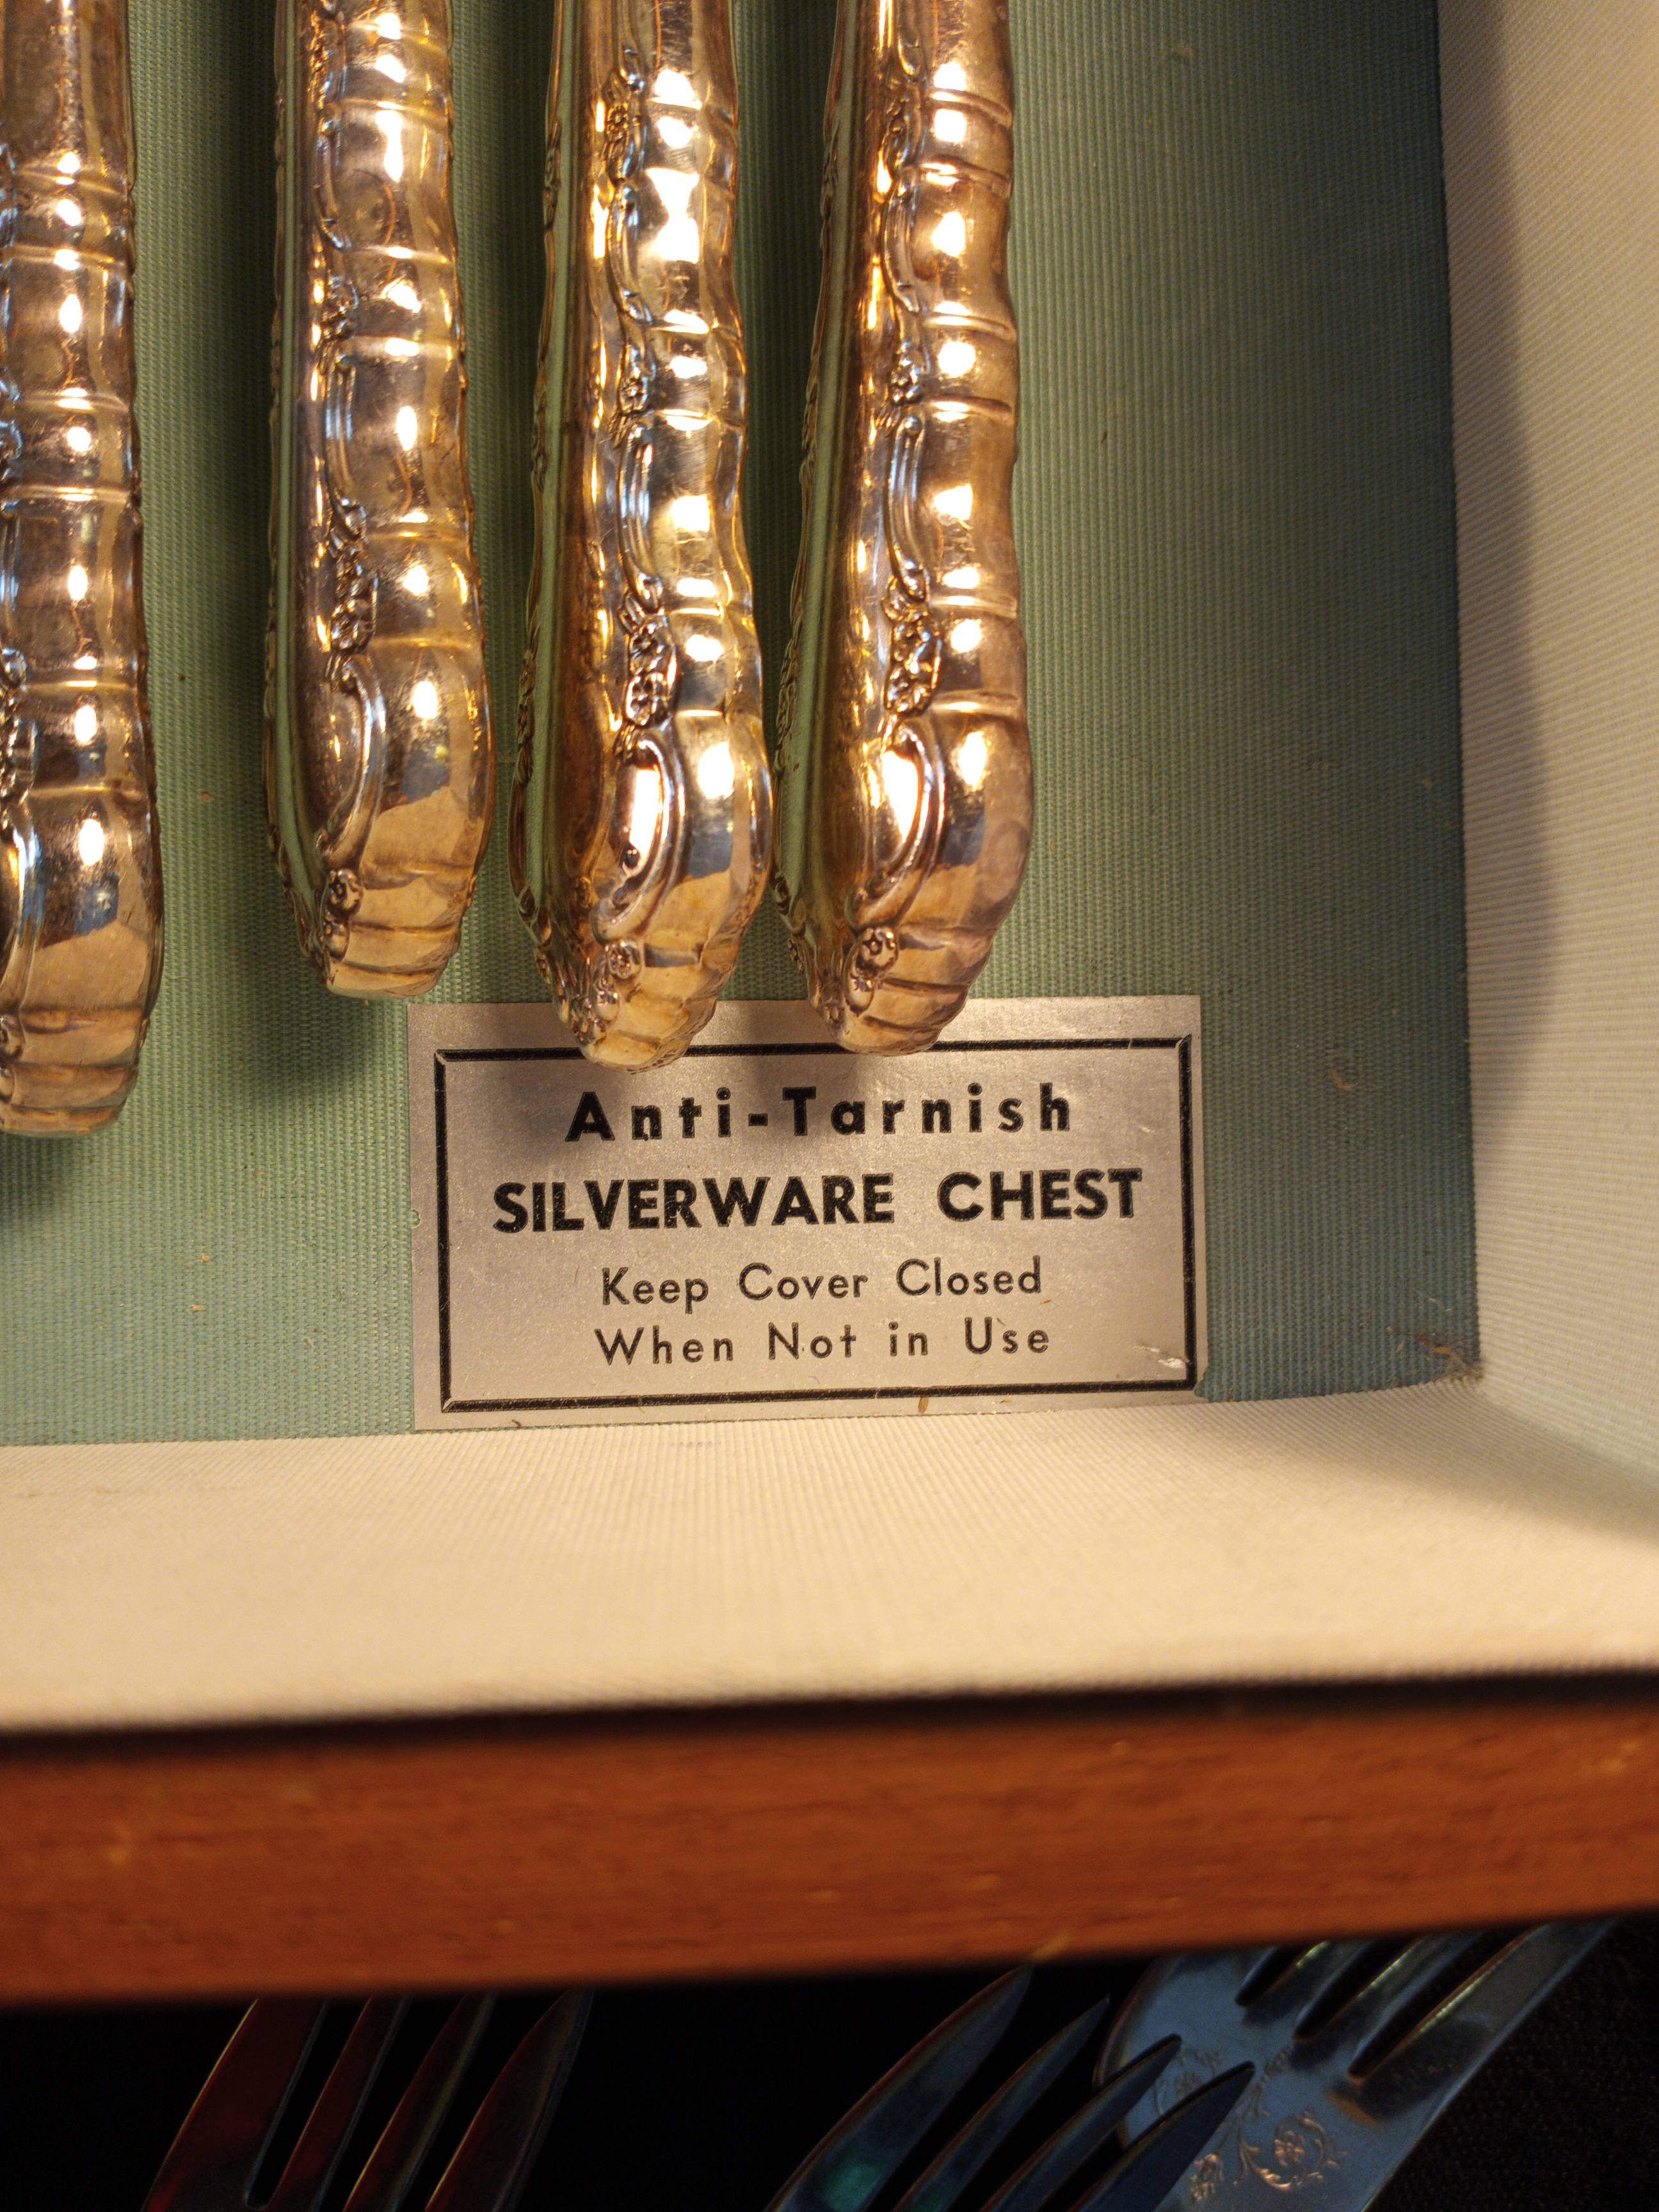 Anti-Tarnish
SILVERWARE CHEST
Keep Cover Closed
When Not in Use